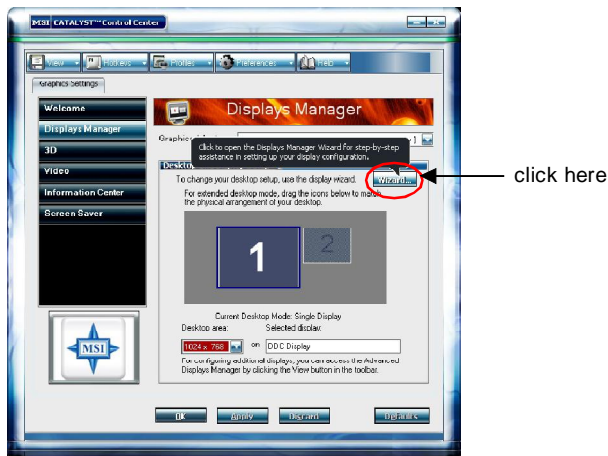 MSI CATALYST™ Control Center
View Hotkeys Profiles Preferences Help
Graphics Settings
Welcome
Displays Manager
3D
Video
Information Center
Screen Saver
Displays Manager
Click to open the Displays Manager Wizard for step-by-step
assistance in setting up your display configuration.
To change your desktop setup, use the display wizard.
Wizard...
click here
For extended desktop mode, drag the icons below to match
the physical arrangement of your desktop.
1
2
Current Desktop Mode: Single Display
Desktop area: Selected display:
1024 x 768 on DDC Display
For configuring additional displays, you can access the Advanced
Displays Manager by clicking the View button in the toolbar.
MSI
OK Apply Discard Defaults